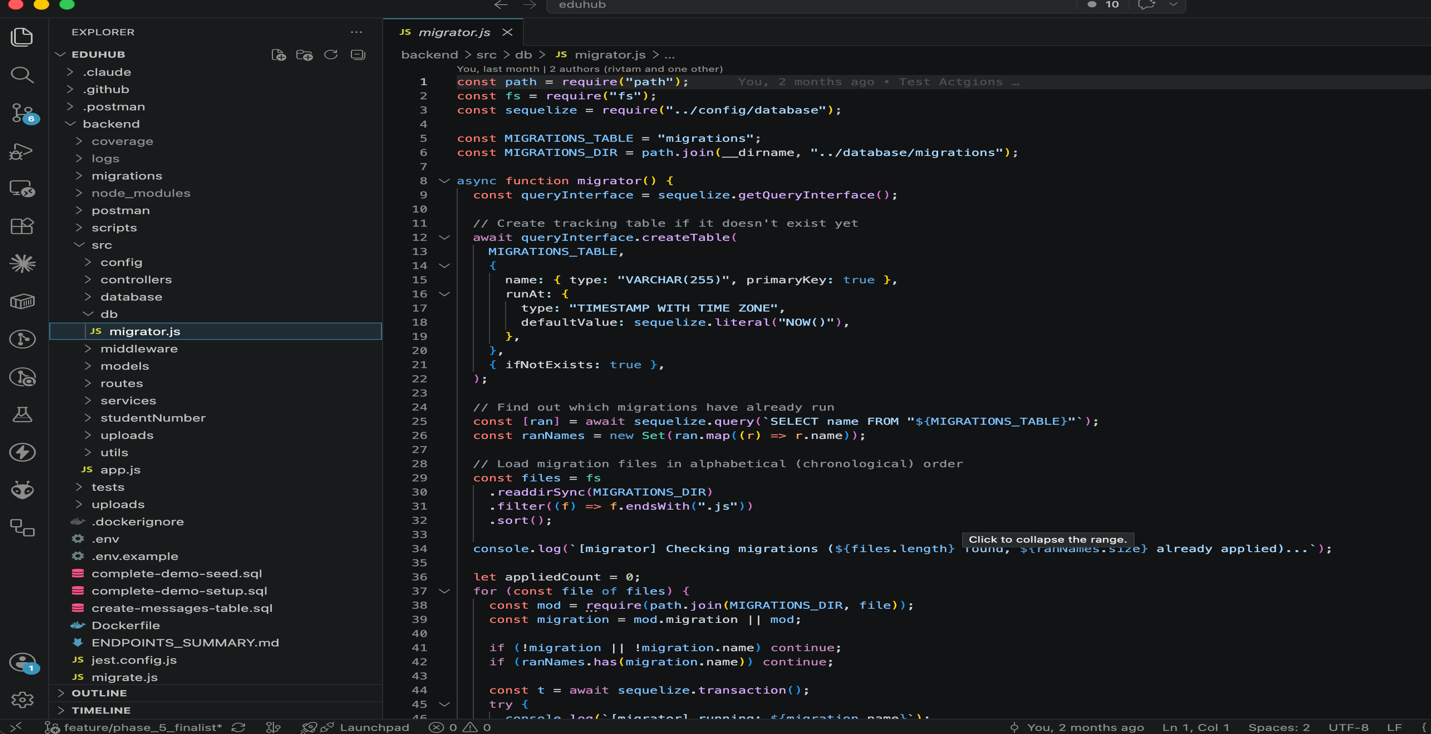 eduhub
10
EXPLORER
EDUHUB
.claude
.github
.postman
backend
coverage
logs
migrations
node_modules
postman
scripts
src
config
controllers
database
db
JS migrator.js
middleware
models
routes
services
studentNumber
uploads
utils
JS app.js
tests
uploads
.dockerignore
.env
.env.example
complete-demo-seed.sql
complete-demo-setup.sql
create-messages-table.sql
Dockerfile
ENDPOINTS_SUMMARY.md
JS jest.config.js
JS migrate.js
OUTLINE
TIMELINE
6
1
JS migrator.js
backend > src > db > JS migrator.js > ...
You, last month | 2 authors (rivtam and one other)
1 const path = require("path"); You, 2 months ago • Test Actgions …
2 const fs = require("fs");
3 const sequelize = require("../config/database");
4
5 const MIGRATIONS_TABLE = "migrations";
6 const MIGRATIONS_DIR = path.join(__dirname, "../database/migrations");
7
8 async function migrator() {
9 const queryInterface = sequelize.getQueryInterface();
10
11 // Create tracking table if it doesn't exist yet
12 await queryInterface.createTable(
13 MIGRATIONS_TABLE,
14 {
15 name: { type: "VARCHAR(255)", primaryKey: true },
16 runAt: {
17 type: "TIMESTAMP WITH TIME ZONE",
18 defaultValue: sequelize.literal("NOW()"),
19 },
20 },
21 { ifNotExists: true },
22 );
23
24 // Find out which migrations have already run
25 const [ran] = await sequelize.query(`SELECT name FROM "${MIGRATIONS_TABLE}"`);
26 const ranNames = new Set(ran.map((r) => r.name));
27
28 // Load migration files in alphabetical (chronological) order
29 const files = fs
30 .readdirSync(MIGRATIONS_DIR)
31 .filter((f) => f.endsWith(".js"))
32 .sort();
33
Click to collapse the range.
34 console.log(`[migrator] Checking migrations (${files.length} found, ${ranNames.size} already applied)...`);
35
36 let appliedCount = 0;
37 for (const file of files) {
38 const mod = require(path.join(MIGRATIONS_DIR, file));
39 const migration = mod.migration || mod;
40
41 if (!migration || !migration.name) continue;
42 if (ranNames.has(migration.name)) continue;
43
44 const t = await sequelize.transaction();
45 try {
46 console.log(`[migrator] running: ${migration.name}`);
feature/phase_5_finalist* Launchpad 0 0 You, 2 months ago Ln 1, Col 1 Spaces: 2 UTF-8 LF {